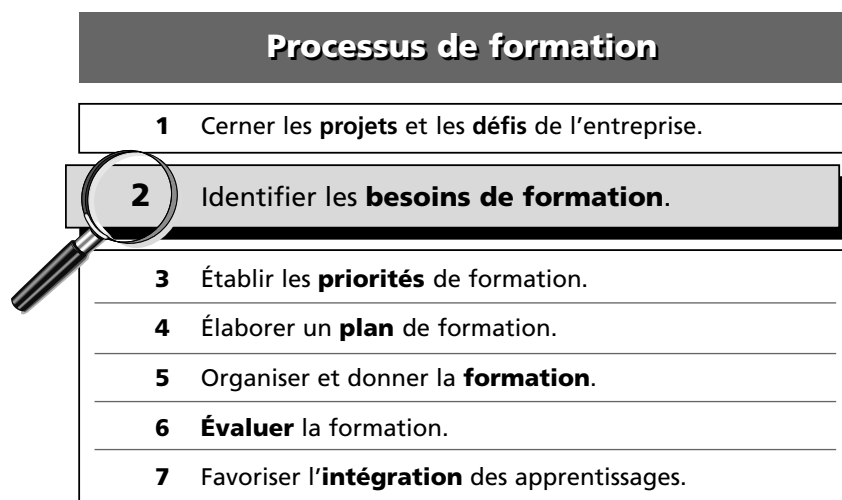 Processus de formation
1 Cerner les projets et les défis de l'entreprise.
2 Identifier les besoins de formation.
3 Établir les priorités de formation.
4 Élaborer un plan de formation.
5 Organiser et donner la formation.
6 Évaluer la formation.
7 Favoriser l'intégration des apprentissages.